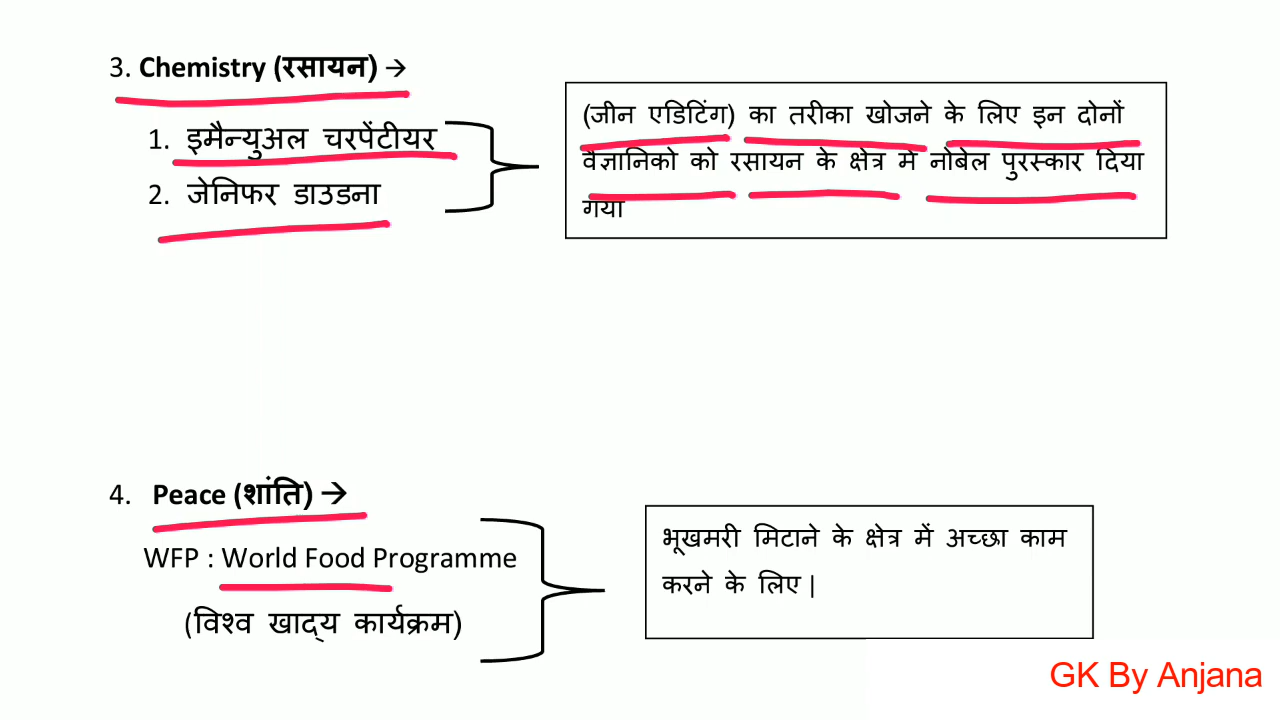 3. Chemistry (रसायन) →
1. इमैन्युअल चरपेंटीयर
2. जेनिफर डाउडना
(जीन एडिटिंग) का तरीका खोजने के लिए इन दोनों
वैज्ञानिको को रसायन के क्षेत्र मे नोबेल पुरस्कार दिया
गया
4. Peace (शांति) →
WFP : World Food Programme
(विश्व खाद्य कार्यक्रम)
भूखमरी मिटाने के क्षेत्र में अच्छा काम
करने के लिए |
GK By Anjana